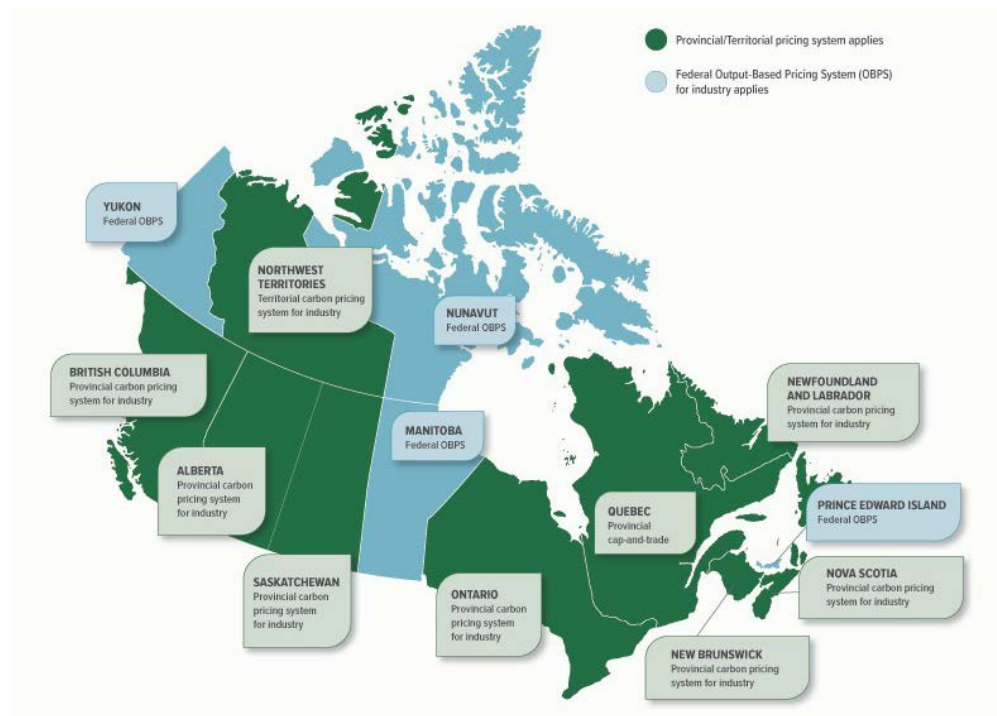 Provincial/Territorial pricing system applies
Federal Output-Based Pricing System (OBPS)
for industry applies
YUKON
Federal OBPS
NORTHWEST
TERRITORIES
Territorial carbon pricing
system for industry
NUNAVUT
Federal OBPS
BRITISH COLUMBIA
Provincial carbon pricing
system for industry
NEWFOUNDLAND
AND LABRADOR
Provincial carbon pricing
system for industry
MANITOBA
Federal OBPS
ALBERTA
Provincial carbon
pricing system
for industry
QUEBEC
Provincial
cap-and-trade
PRINCE EDWARD ISLAND
Federal OBPS
SASKATCHEWAN
Provincial carbon
pricing system
for industry
ONTARIO
Provincial carbon
pricing system
for industry
NOVA SCOTIA
Provincial carbon pricing
system for industry
NEW BRUNSWICK
Provincial carbon pricing
system for industry